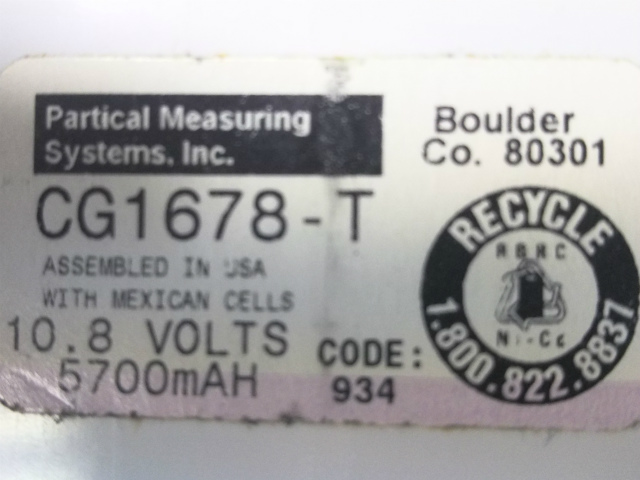 Partical Measuring
Systems, Inc.
Boulder
Co. 80301
CG1678-T
ASSEMBLED IN USA
WITH MEXICAN CELLS
10.8 VOLTS
5700mAH
CODE:
934
RECYCLE
RBRC
Ni-Cd
1.800.822.8837